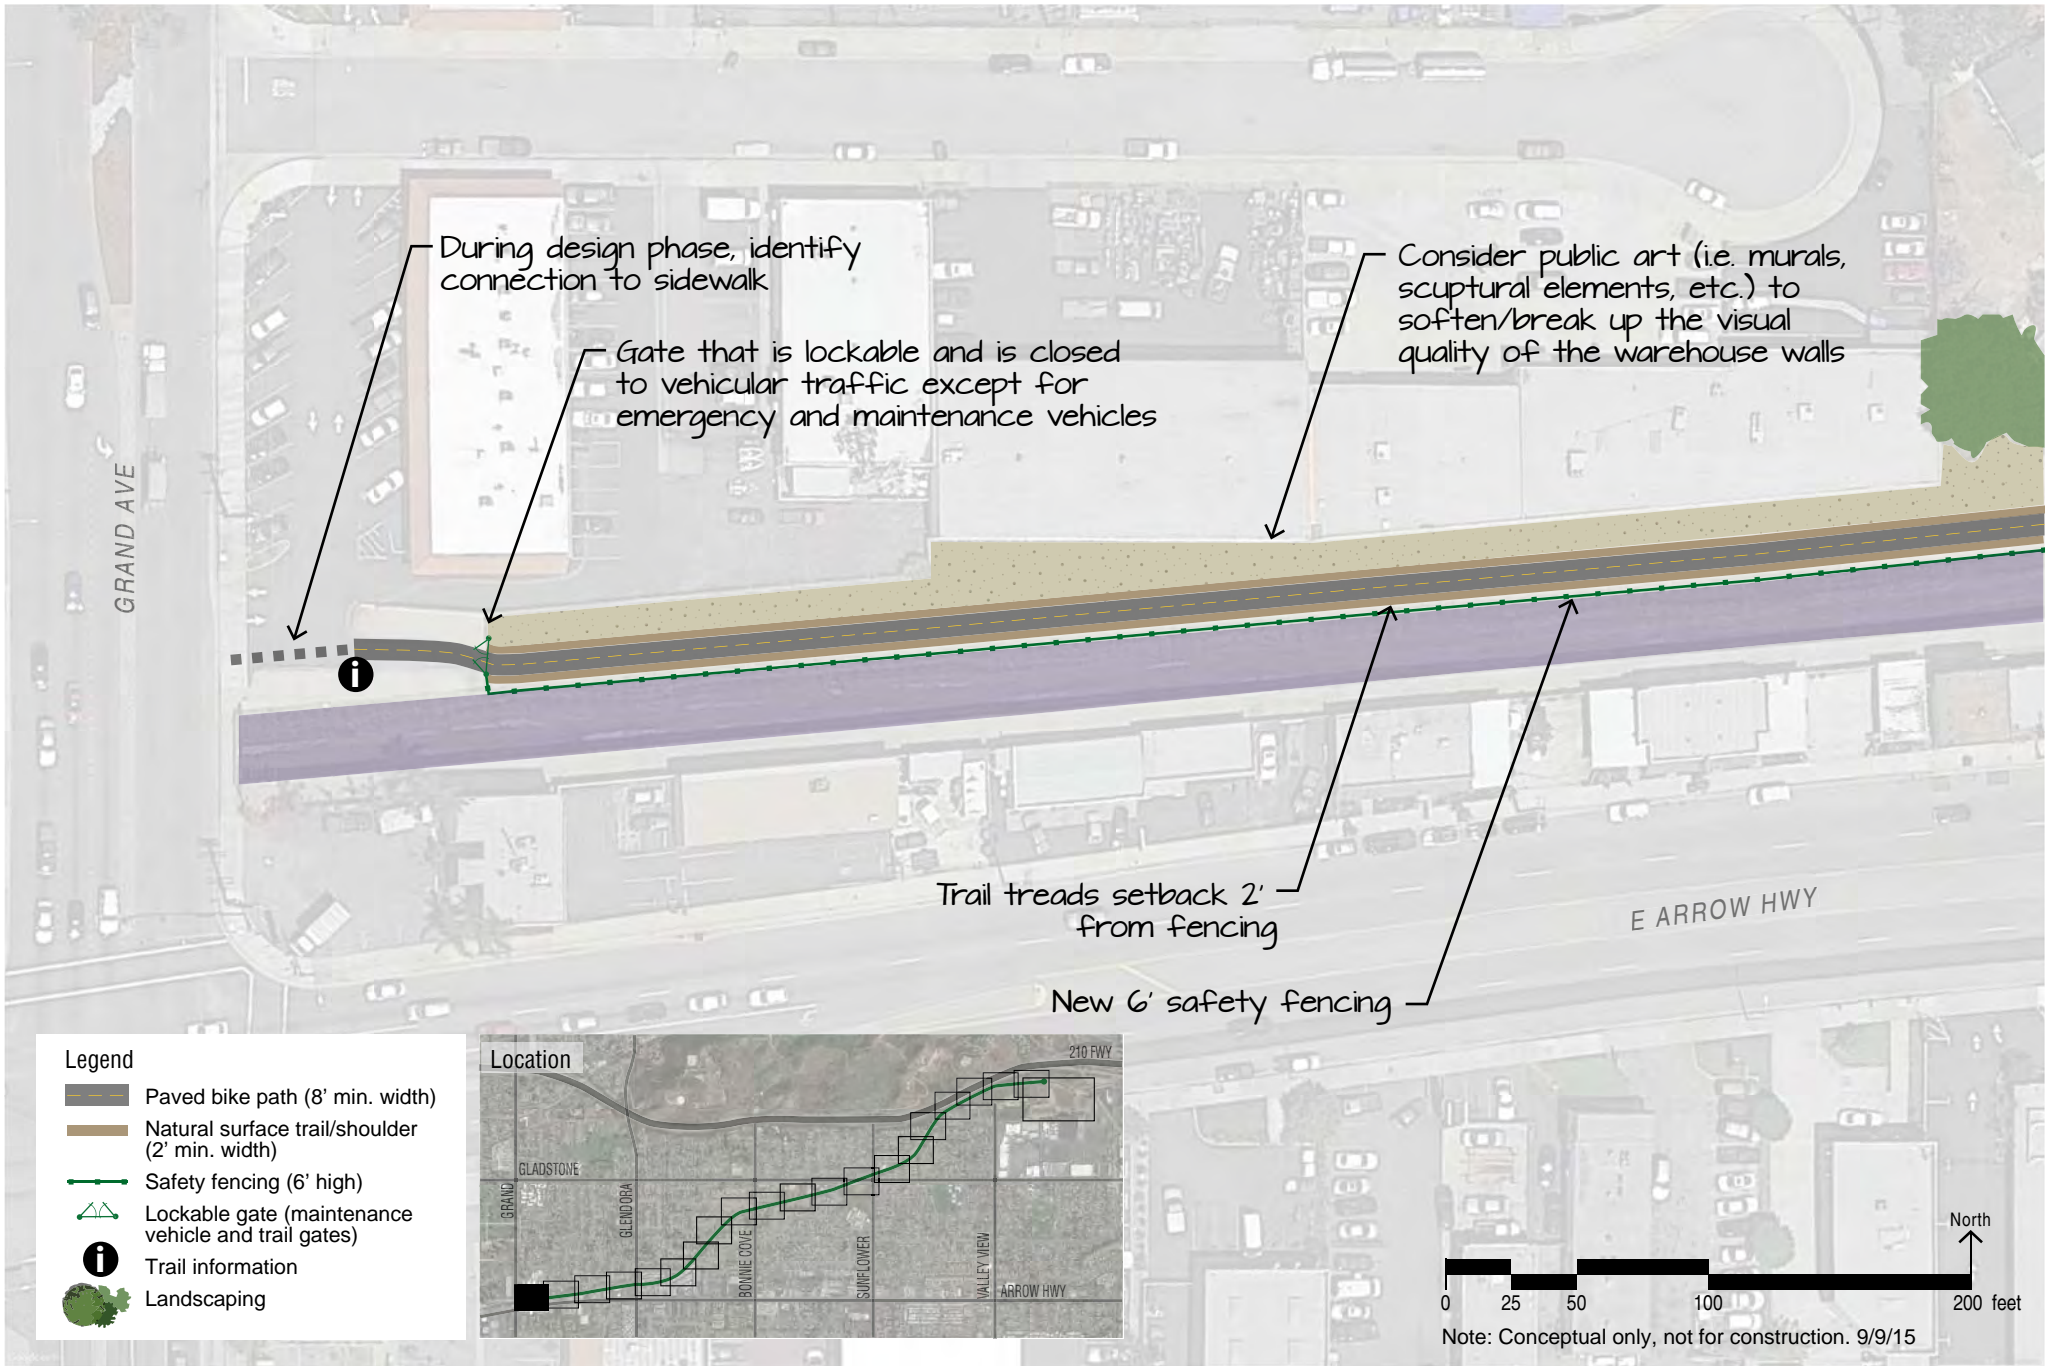 During design phase, identify
connection to sidewalk
Gate that is lockable and is closed
to vehicular traffic except for
emergency and maintenance vehicles
Consider public art (i.e. murals,
scuptural elements, etc.) to
soften/break up the visual
quality of the warehouse walls
GRAND AVE
Trail treads setback 2'
from fencing
New 6' safety fencing
E ARROW HWY
Legend
Paved bike path (8' min. width)
Natural surface trail/shoulder
(2' min. width)
Safety fencing (6' high)
Lockable gate (maintenance
vehicle and trail gates)
i
Trail information
Landscaping
Location
210 FWY
GLADSTONE
GRAND
GLENDORA
BONNIE COVE
SUNFLOWER
VALLEY VIEW
ARROW HWY
North
0 25 50 100 200 feet
Note: Conceptual only, not for construction. 9/9/15